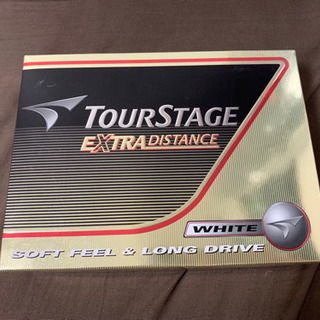 TOURSTAGE
EXTRA DISTANCE
WHITE
SOFT FEEL & LONG DRIVE